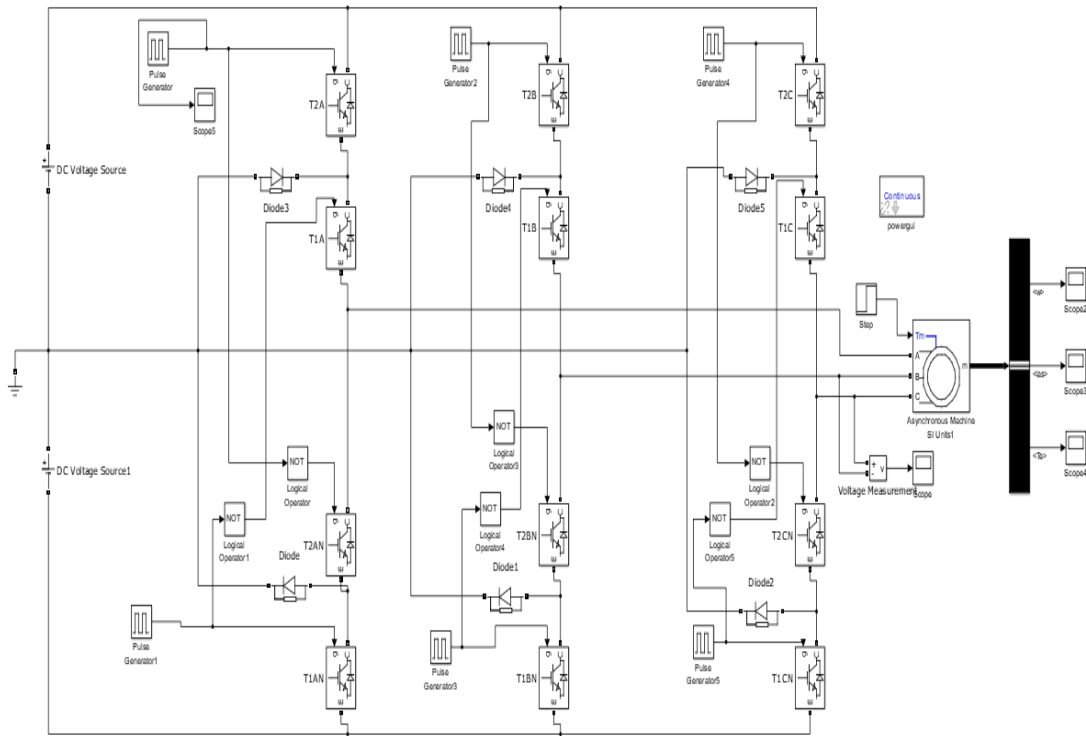 Pulse
Generator
Scope5
T2A
Pulse
Generator2
T2B
Pulse
Generator4
T2C
DC Voltage Source
Diode3
Diode4
Diode5
T1A
T1B
T1C
Continuous
powergui
Step
Tm
A
B
C
m
Asynchronous Machine
SI Units1
<w>
Scope2
Scope3
<Te>
Scope4
Voltage Measurement
+
-
v
Scope
DC Voltage Source1
NOT
Logical
Operator
NOT
Logical
Operator1
NOT
Logical
Operator3
NOT
Logical
Operator4
NOT
Logical
Operator2
NOT
Logical
Operator5
T2AN
T2BN
T2CN
Diode
Diode1
Diode2
Pulse
Generator1
T1AN
Pulse
Generator3
T1BN
Pulse
Generator5
T1CN
g
C
E